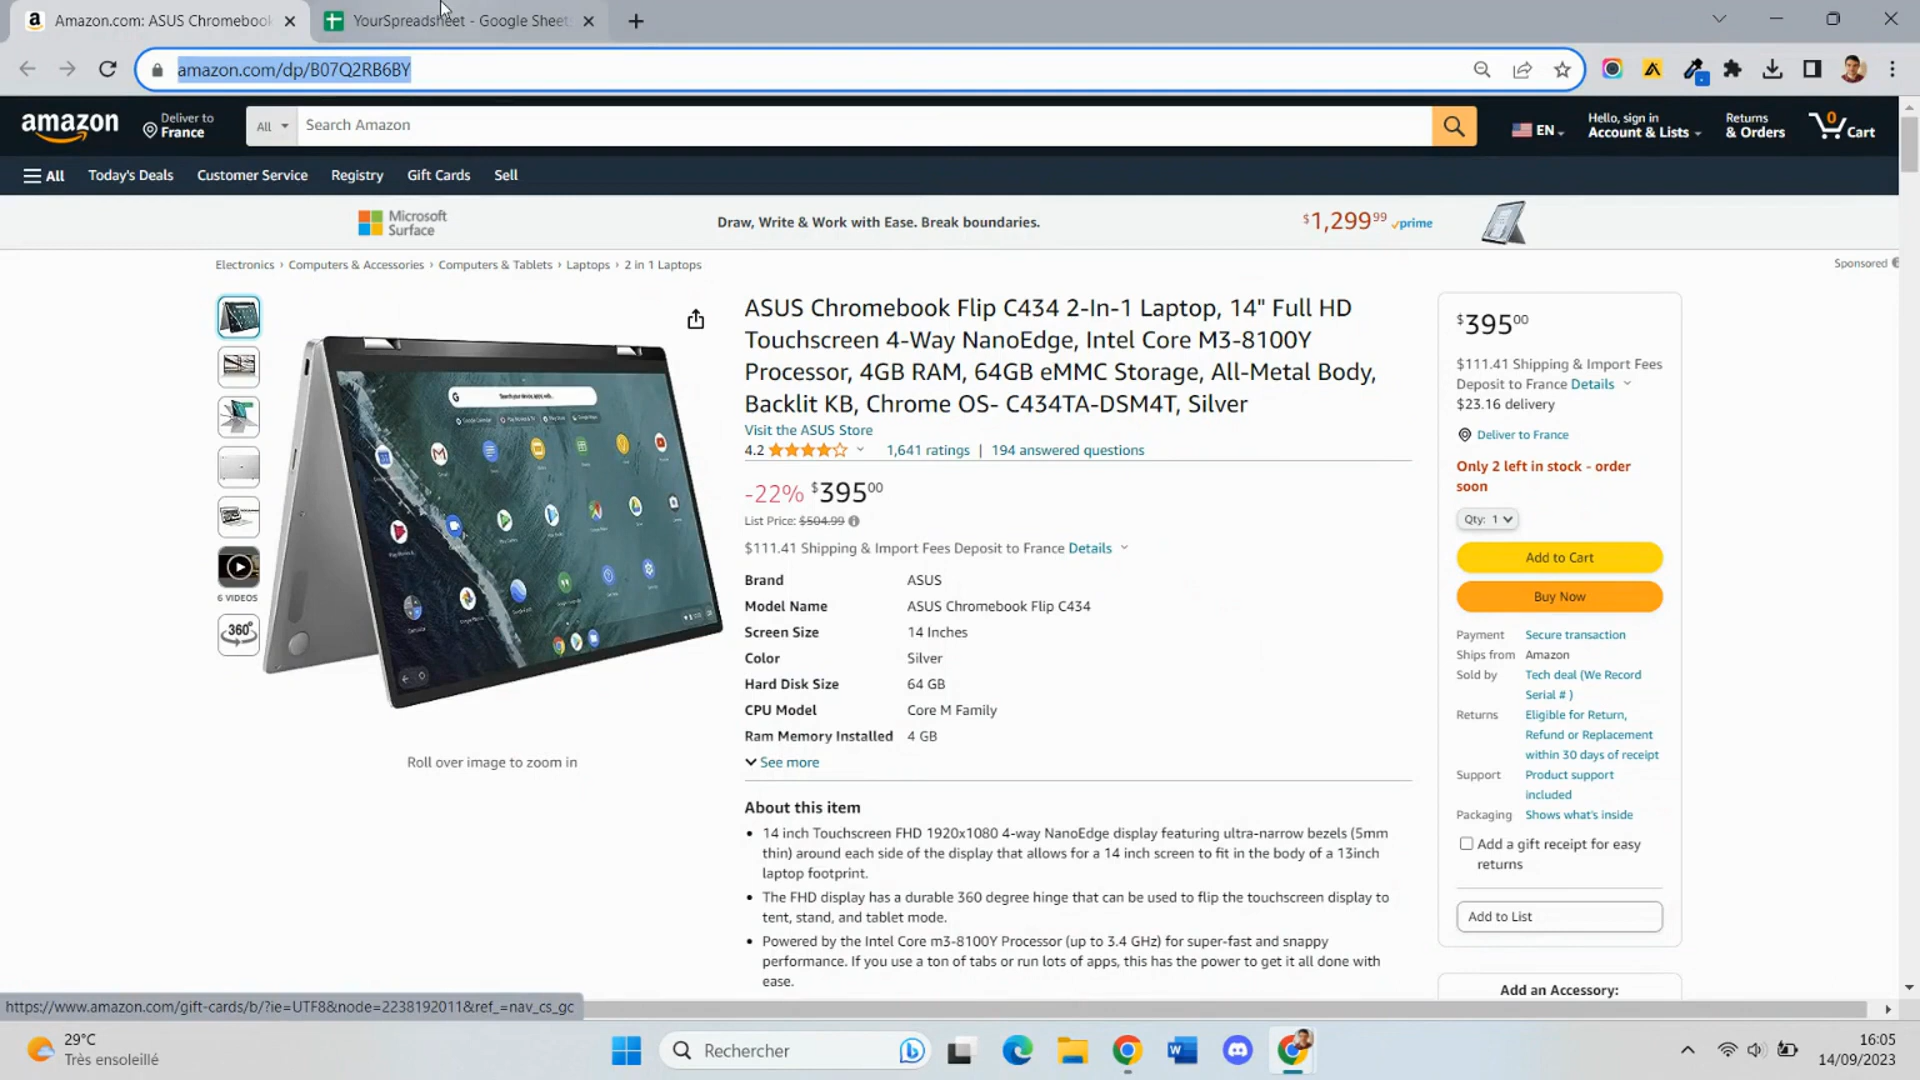 Amazon.com: ASUS Chromebook
YourSpreadsheet - Google Sheets
amazon.com/dp/B07Q2RB6BY
amazon
Deliver to
France
All
Search Amazon
EN
Hello, sign in
Account & Lists
Returns
& Orders
0
Cart
All
Today's Deals
Customer Service
Registry
Gift Cards
Sell
Microsoft
Surface
Draw, Write & Work with Ease. Break boundaries.
$1,299.99 prime
Electronics › Computers & Accessories › Computers & Tablets › Laptops › 2 in 1 Laptops
Sponsored
ASUS Chromebook Flip C434 2-In-1 Laptop, 14" Full HD
Touchscreen 4-Way NanoEdge, Intel Core M3-8100Y
Processor, 4GB RAM, 64GB eMMC Storage, All-Metal Body,
Backlit KB, Chrome OS- C434TA-DSM4T, Silver
Visit the ASUS Store
4.2 1,641 ratings | 194 answered questions
-22% $395.00
List Price: $504.99
$111.41 Shipping & Import Fees Deposit to France Details
Brand ASUS
Model Name ASUS Chromebook Flip C434
Screen Size 14 Inches
Color Silver
Hard Disk Size 64 GB
CPU Model Core M Family
Ram Memory Installed 4 GB
See more
About this item
• 14 inch Touchscreen FHD 1920x1080 4-way NanoEdge display featuring ultra-narrow bezels (5mm
thin) around each side of the display that allows for a 14 inch screen to fit in the body of a 13inch
laptop footprint.
• The FHD display has a durable 360 degree hinge that can be used to flip the touchscreen display to
tent, stand, and tablet mode.
• Powered by the Intel Core m3-8100Y Processor (up to 3.4 GHz) for super-fast and snappy
performance. If you use a ton of tabs or run lots of apps, this has the power to get it all done with
ease.
6 VIDEOS
360°
Roll over image to zoom in
$395.00
$111.41 Shipping & Import Fees
Deposit to France Details
$23.16 delivery
Deliver to France
Only 2 left in stock - order
soon
Qty: 1
Add to Cart
Buy Now
Payment Secure transaction
Ships from Amazon
Sold by Tech deal (We Record
Serial # )
Returns Eligible for Return,
Refund or Replacement
within 30 days of receipt
Support Product support
included
Packaging Shows what's inside
Add a gift receipt for easy
returns
Add to List
Add an Accessory:
https://www.amazon.com/gift-cards/b/?ie=UTF8&node=2238192011&ref_=nav_cs_gc
29°C
Très ensoleillé
Rechercher
16:05
14/09/2023